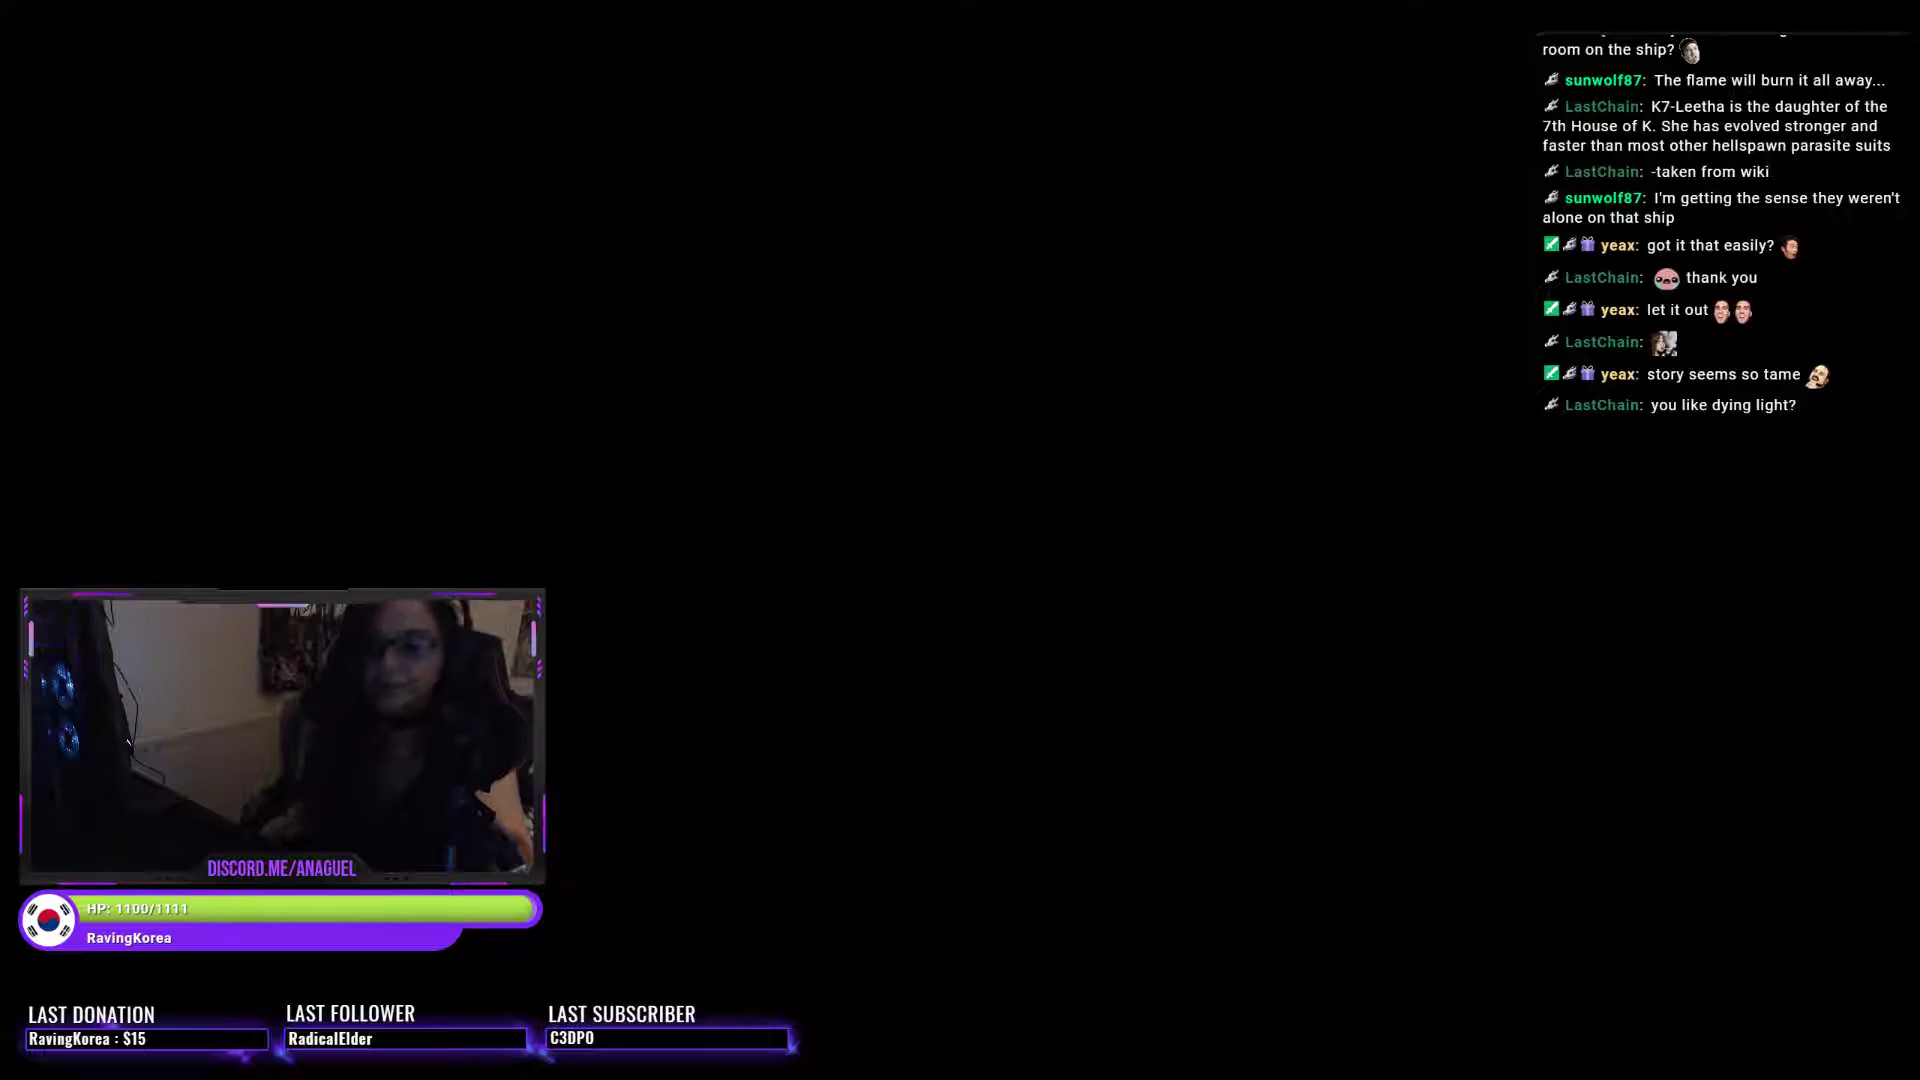 room on the ship?
sunwolf87: The flame will burn it all away...
LastChain: K7-Leetha is the daughter of the
7th House of K. She has evolved stronger and
faster than most other hellspawn parasite suits
LastChain: -taken from wiki
sunwolf87: I'm getting the sense they weren't
alone on that ship
yeax: got it that easily?
LastChain: thank you
yeax: let it out
LastChain:
yeax: story seems so tame
LastChain: you like dying light?
DISCORD.ME/ANAGUEL
HP: 1100/1111
RavingKorea
LAST DONATION
RavingKorea : $15
LAST FOLLOWER
RadicalElder
LAST SUBSCRIBER
C3DPO